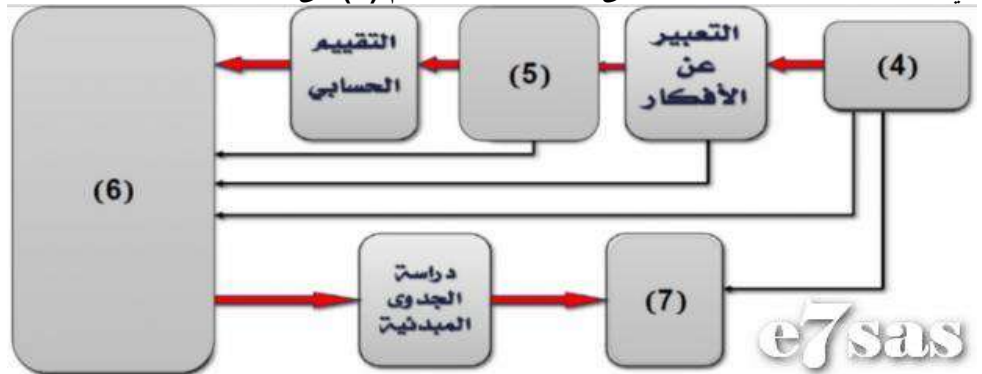 (4)
التعبير
عن
الأفكار
(5)
التقييم
الحسابي
(6)
دراسة
الجدوى
المبدئية
(7)
e7sas